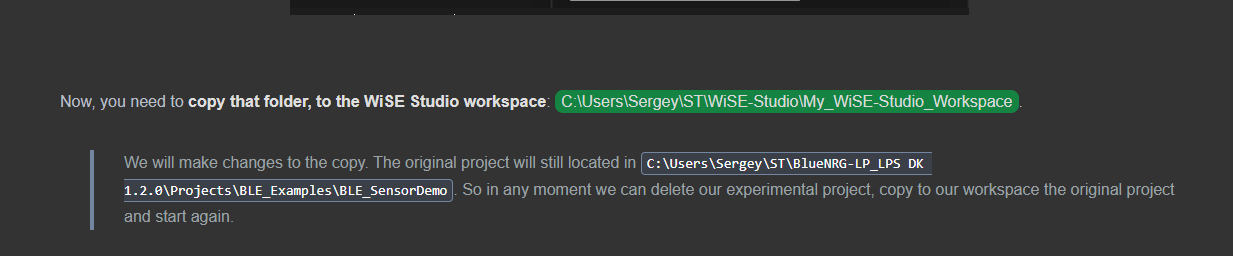 Now, you need to copy that folder, to the WiSE Studio workspace: C:\Users\Sergey\ST\WiSE-Studio\My_WiSE-Studio_Workspace.
We will make changes to the copy. The original project will still located in C:\Users\Sergey\ST\BlueNRG-LP_LPS DK
1.2.0\Projects\BLE_Examples\BLE_SensorDemo. So in any moment we can delete our experimental project, copy to our workspace the original project
and start again.